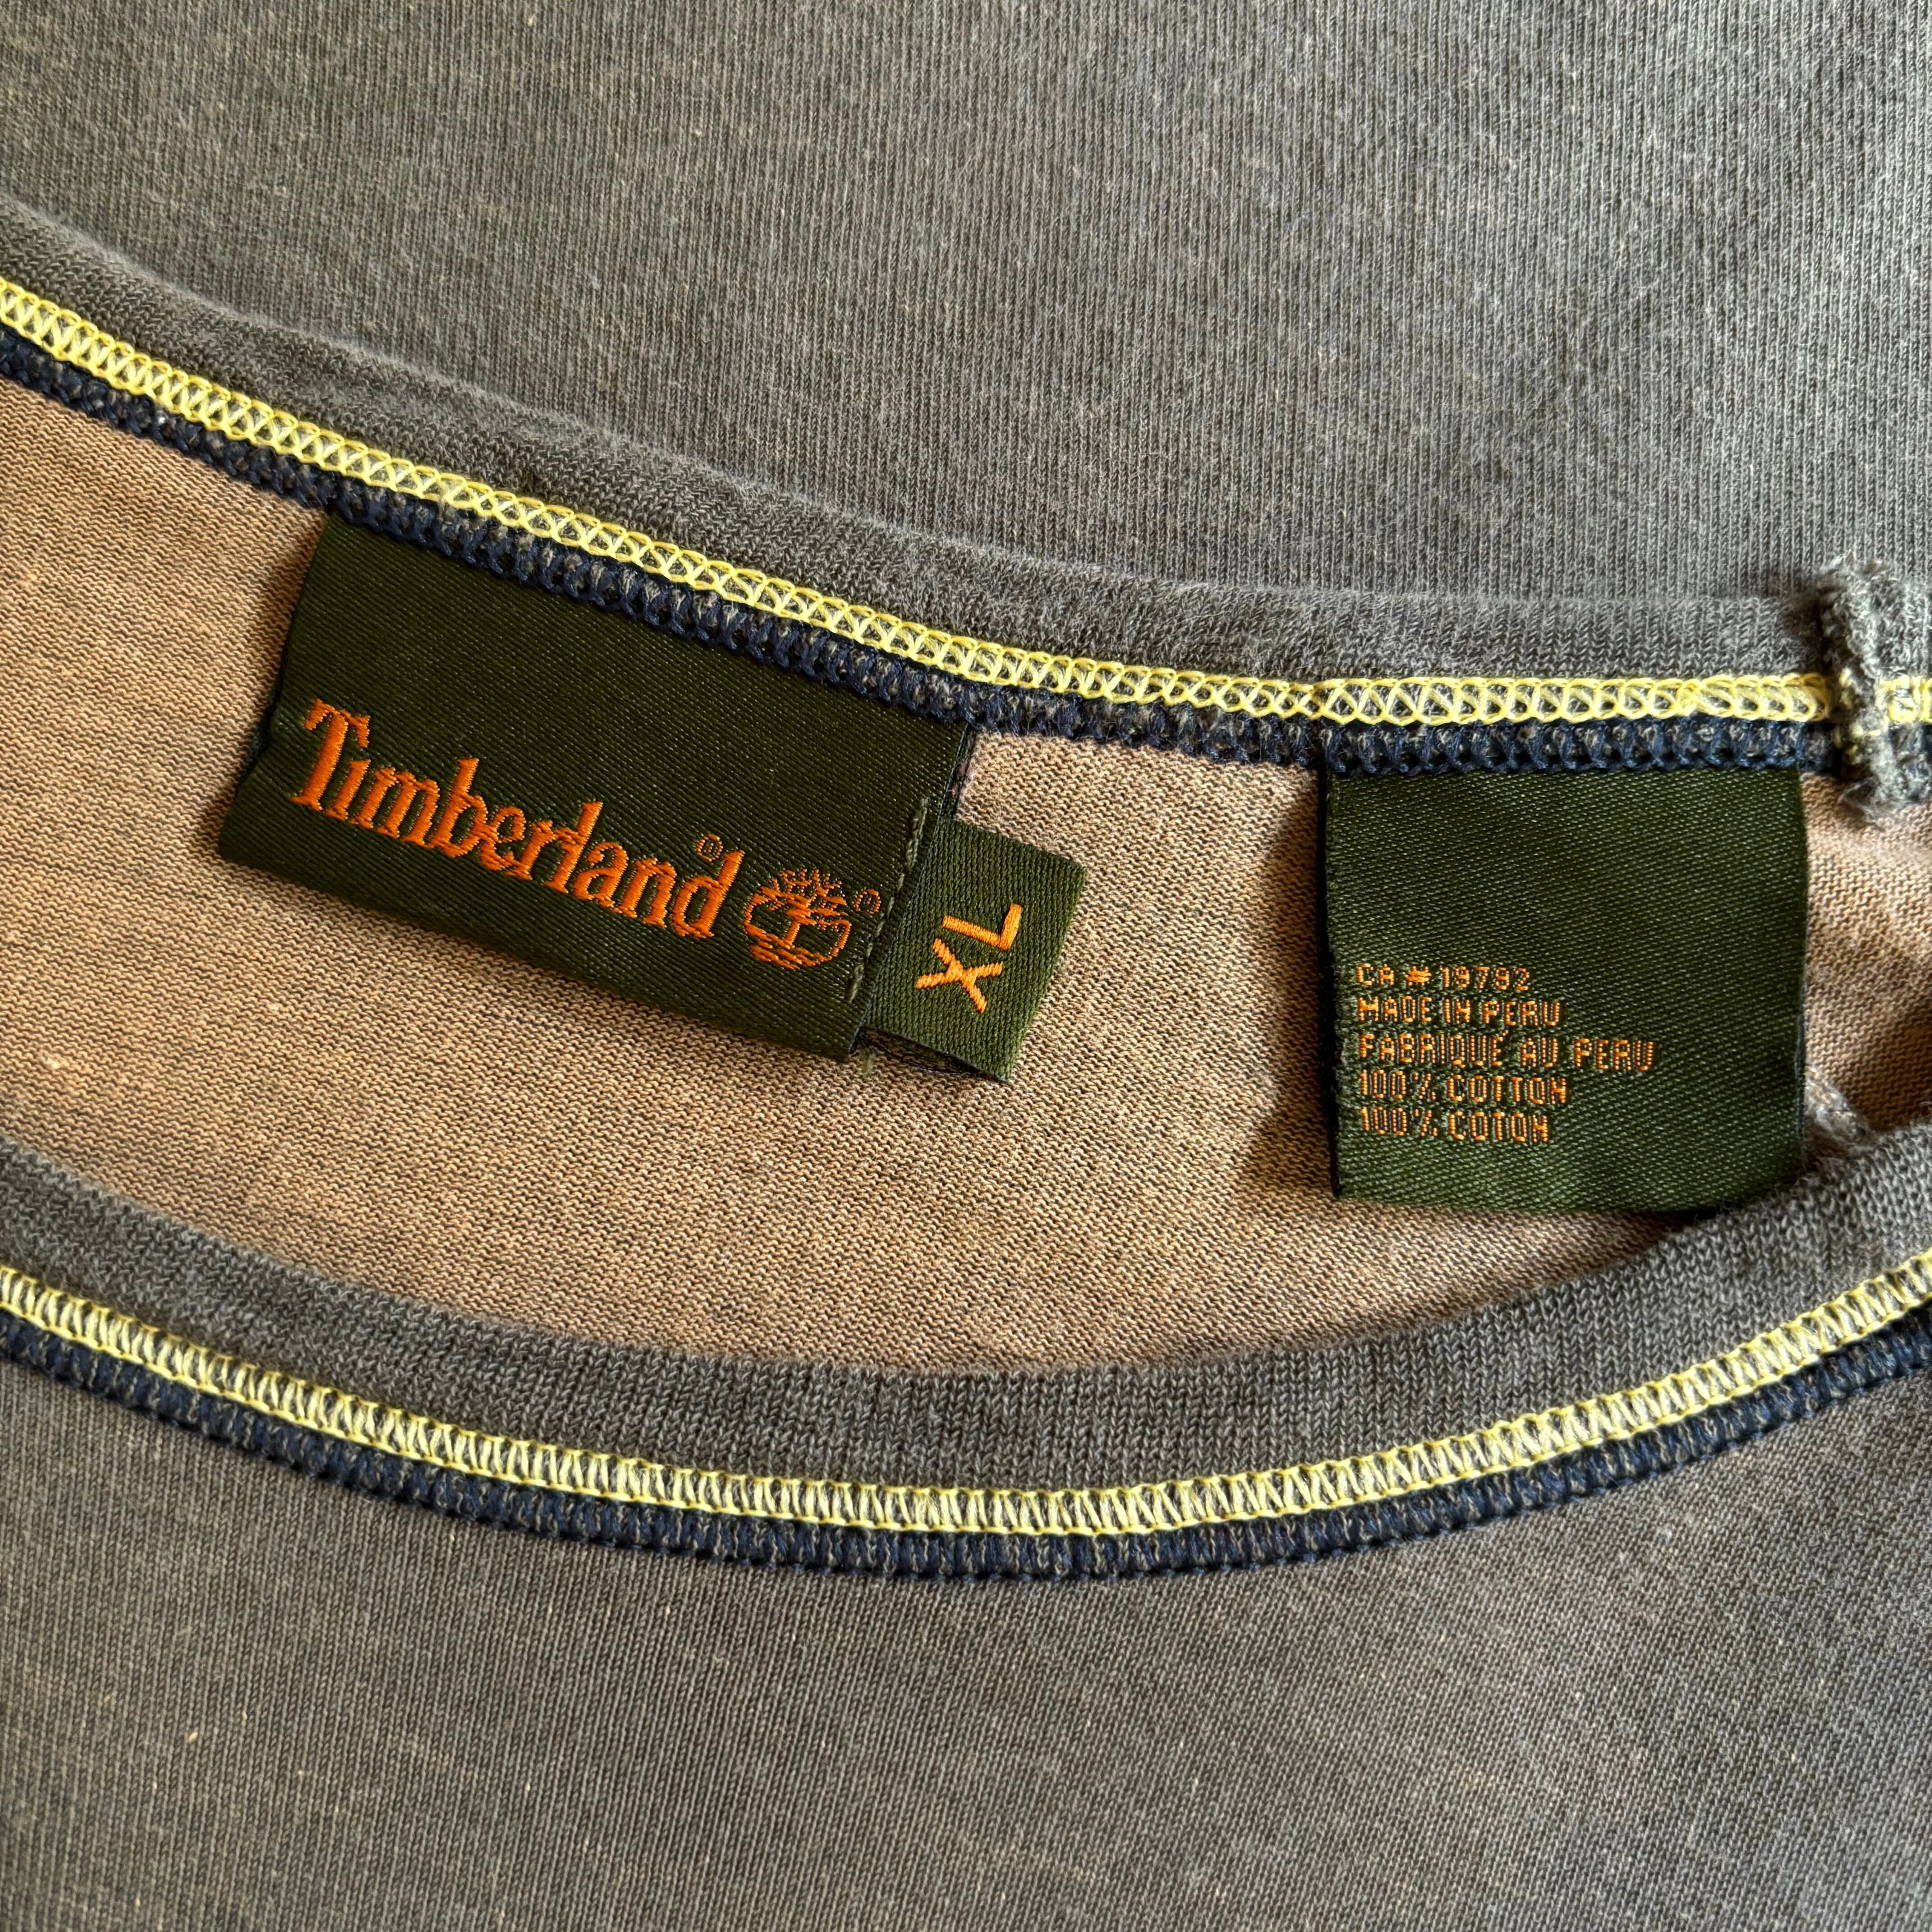 Timberland®
XL
CA # 19792
MADE IN PERU
FABRIQUÉ AU PERU
100% COTTON
100% COTON